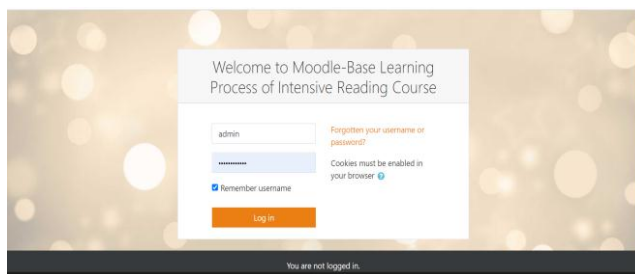 Welcome to Moodle-Base Learning
Process of Intensive Reading Course
admin
Forgotten your username or
password?
••••••••••••
Cookies must be enabled in
your browser
Remember username
Log in
You are not logged in.